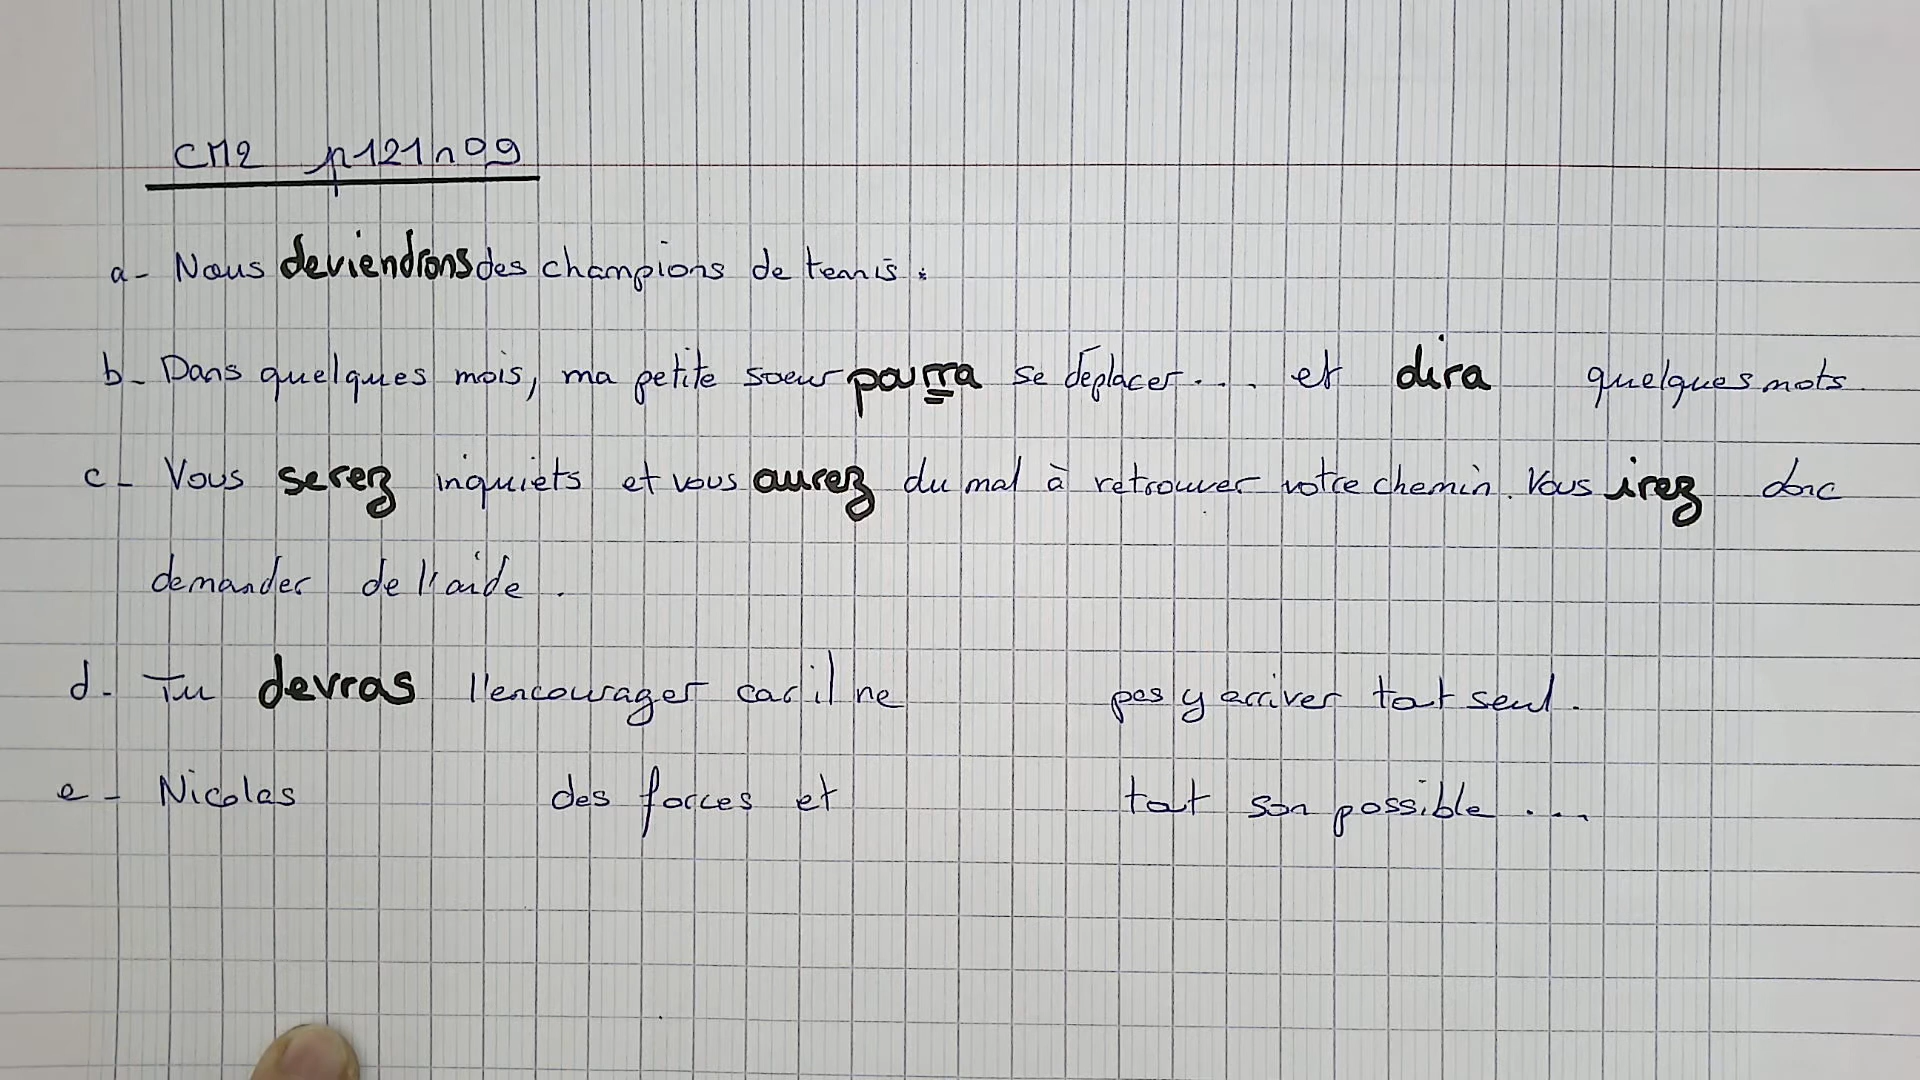 CM2 p121 n°9
a- Nous deviendrons des champions de tennis.
b- Dans quelques mois, ma petite soeur pourra se déplacer... et dira quelques mots
c- Vous serez inquiets et vous aurez du mal à retrouver votre chemin. Vous irez donc
demander de l'aide.
d- Tu devras l'encourager car il ne pas y arriver tout seul.
e- Nicolas des forces et tout son possible...